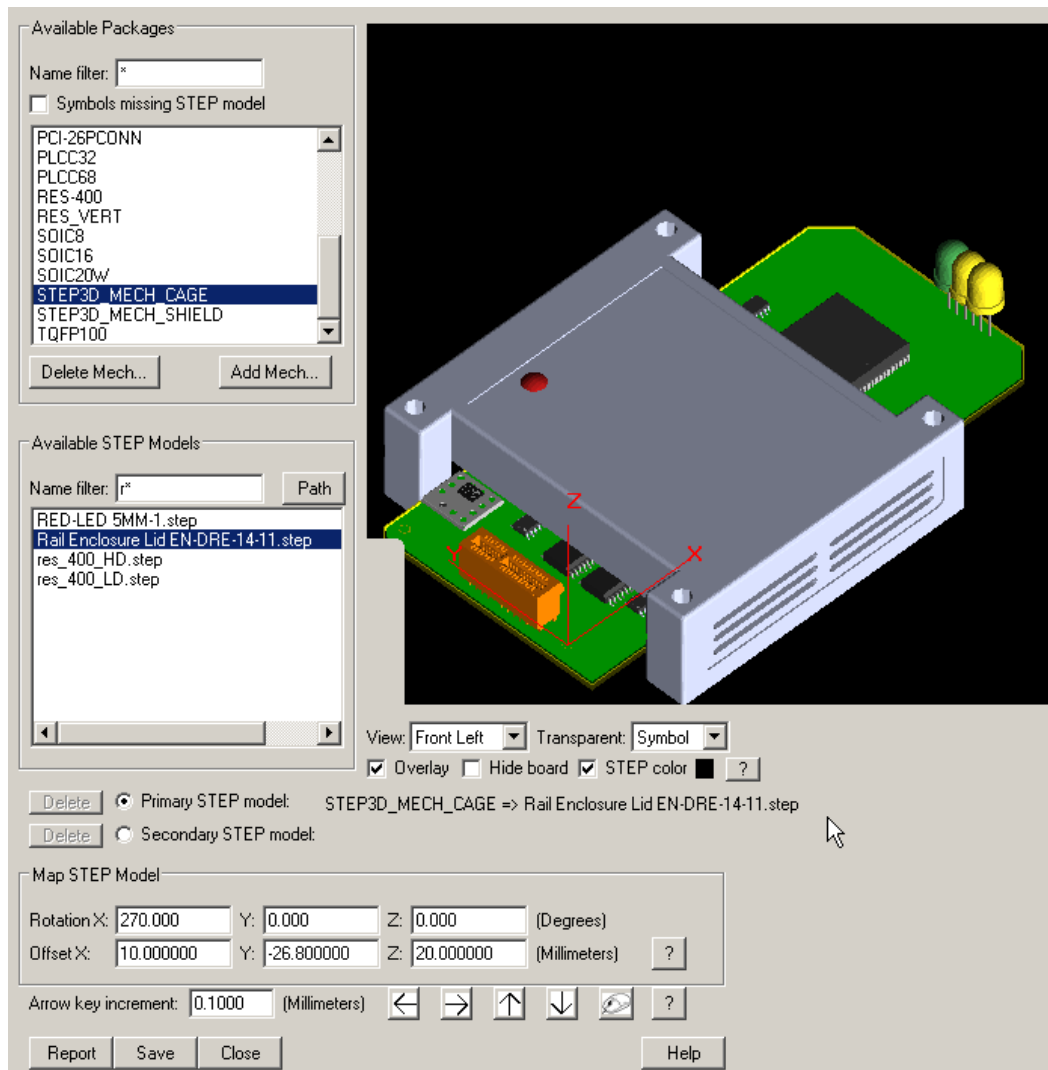 Available Packages
Name filter: *
Symbols missing STEP model
PCI-26PCONN
PLCC32
PLCC68
RES-400
RES_VERT
SOIC8
SOIC16
SOIC20W
STEP3D_MECH_CAGE
STEP3D_MECH_SHIELD
TQFP100
Delete Mech... Add Mech...
Available STEP Models
Name filter: r* Path
RED-LED 5MM-1.step
Rail Enclosure Lid EN-DRE-14-11.step
res_400_HD.step
res_400_LD.step
Z
Y
X
View: Front Left Transparent: Symbol
Overlay Hide board STEP color ?
Delete Primary STEP model: STEP3D_MECH_CAGE => Rail Enclosure Lid EN-DRE-14-11.step
Delete Secondary STEP model:
Map STEP Model
Rotation X: 270.000 Y: 0.000 Z: 0.000 (Degrees)
Offset X: 10.000000 Y: -26.800000 Z: 20.000000 (Millimeters) ?
Arrow key increment: 0.1000 (Millimeters) ?
Report Save Close Help